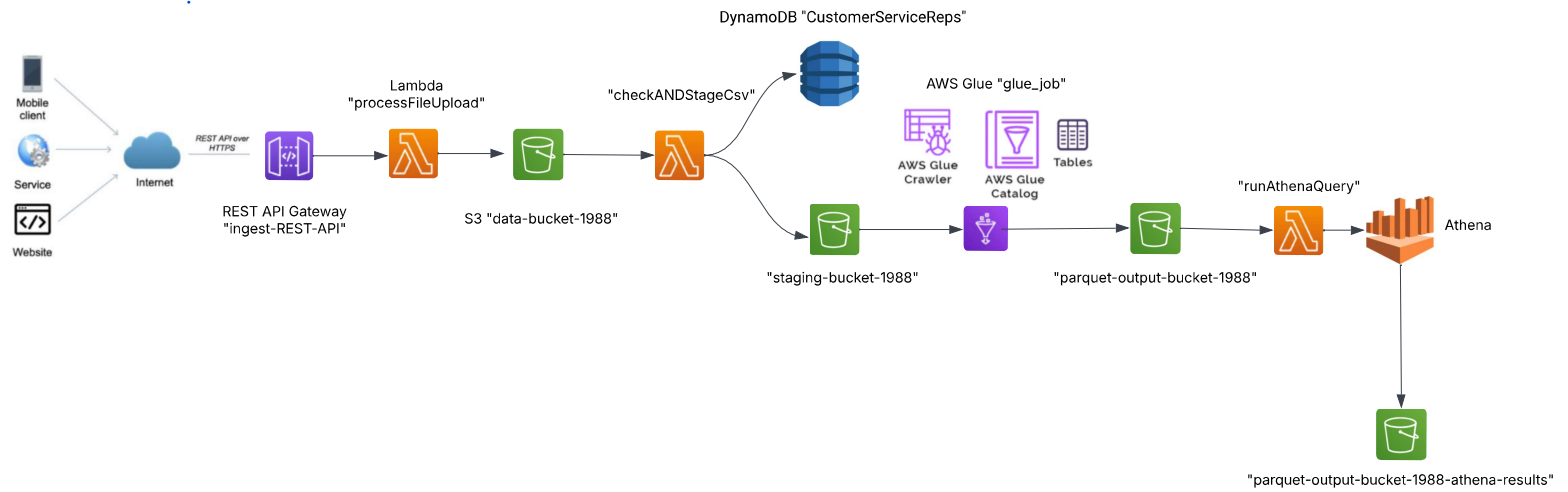 DynamoDB "CustomerServiceReps"
Mobile
client
Service
Website
Internet
REST API over
HTTPS
REST API Gateway
"ingest-REST-API"
Lambda
"processFileUpload"
S3 "data-bucket-1988"
"checkANDStageCsv"
AWS Glue "glue_job"
AWS Glue
Crawler
AWS Glue
Catalog
Tables
"staging-bucket-1988"
"parquet-output-bucket-1988"
"runAthenaQuery"
Athena
"parquet-output-bucket-1988-athena-results"